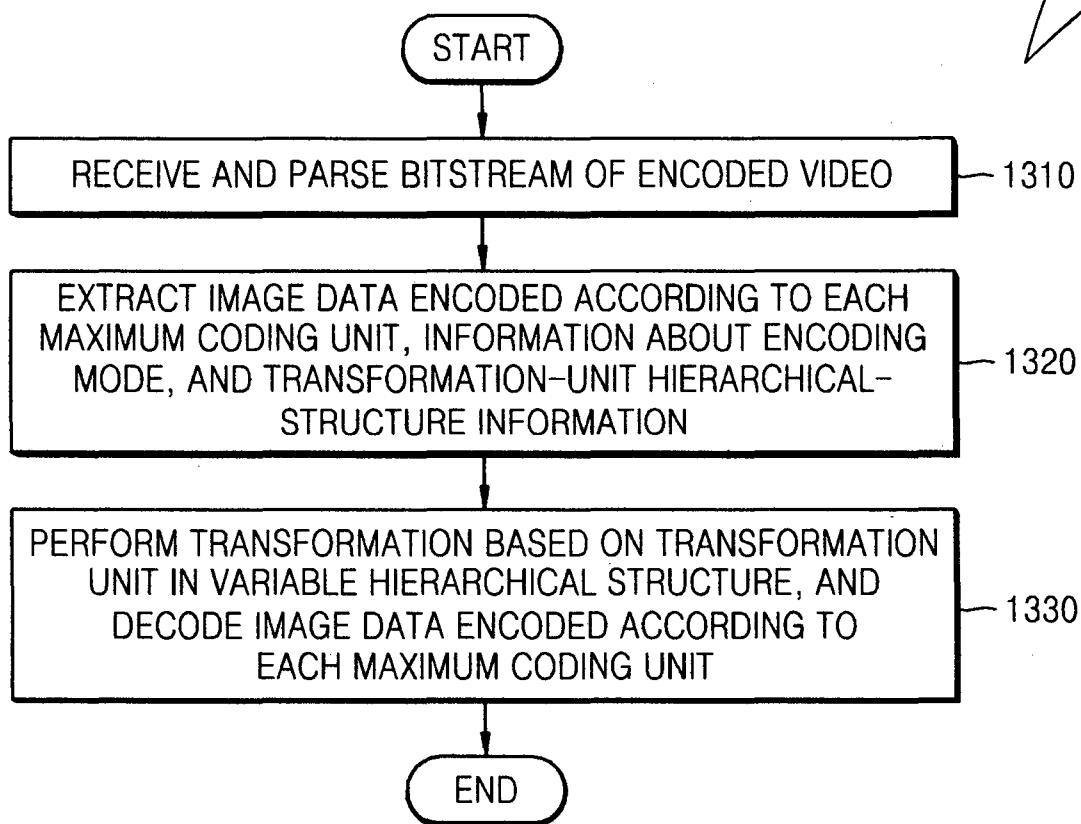 START
RECEIVE AND PARSE BITSTREAM OF ENCODED VIDEO
1310
EXTRACT IMAGE DATA ENCODED ACCORDING TO EACH
MAXIMUM CODING UNIT, INFORMATION ABOUT ENCODING
MODE, AND TRANSFORMATION-UNIT HIERARCHICAL-
STRUCTURE INFORMATION
1320
PERFORM TRANSFORMATION BASED ON TRANSFORMATION
UNIT IN VARIABLE HIERARCHICAL STRUCTURE, AND
DECODE IMAGE DATA ENCODED ACCORDING TO
EACH MAXIMUM CODING UNIT
1330
END